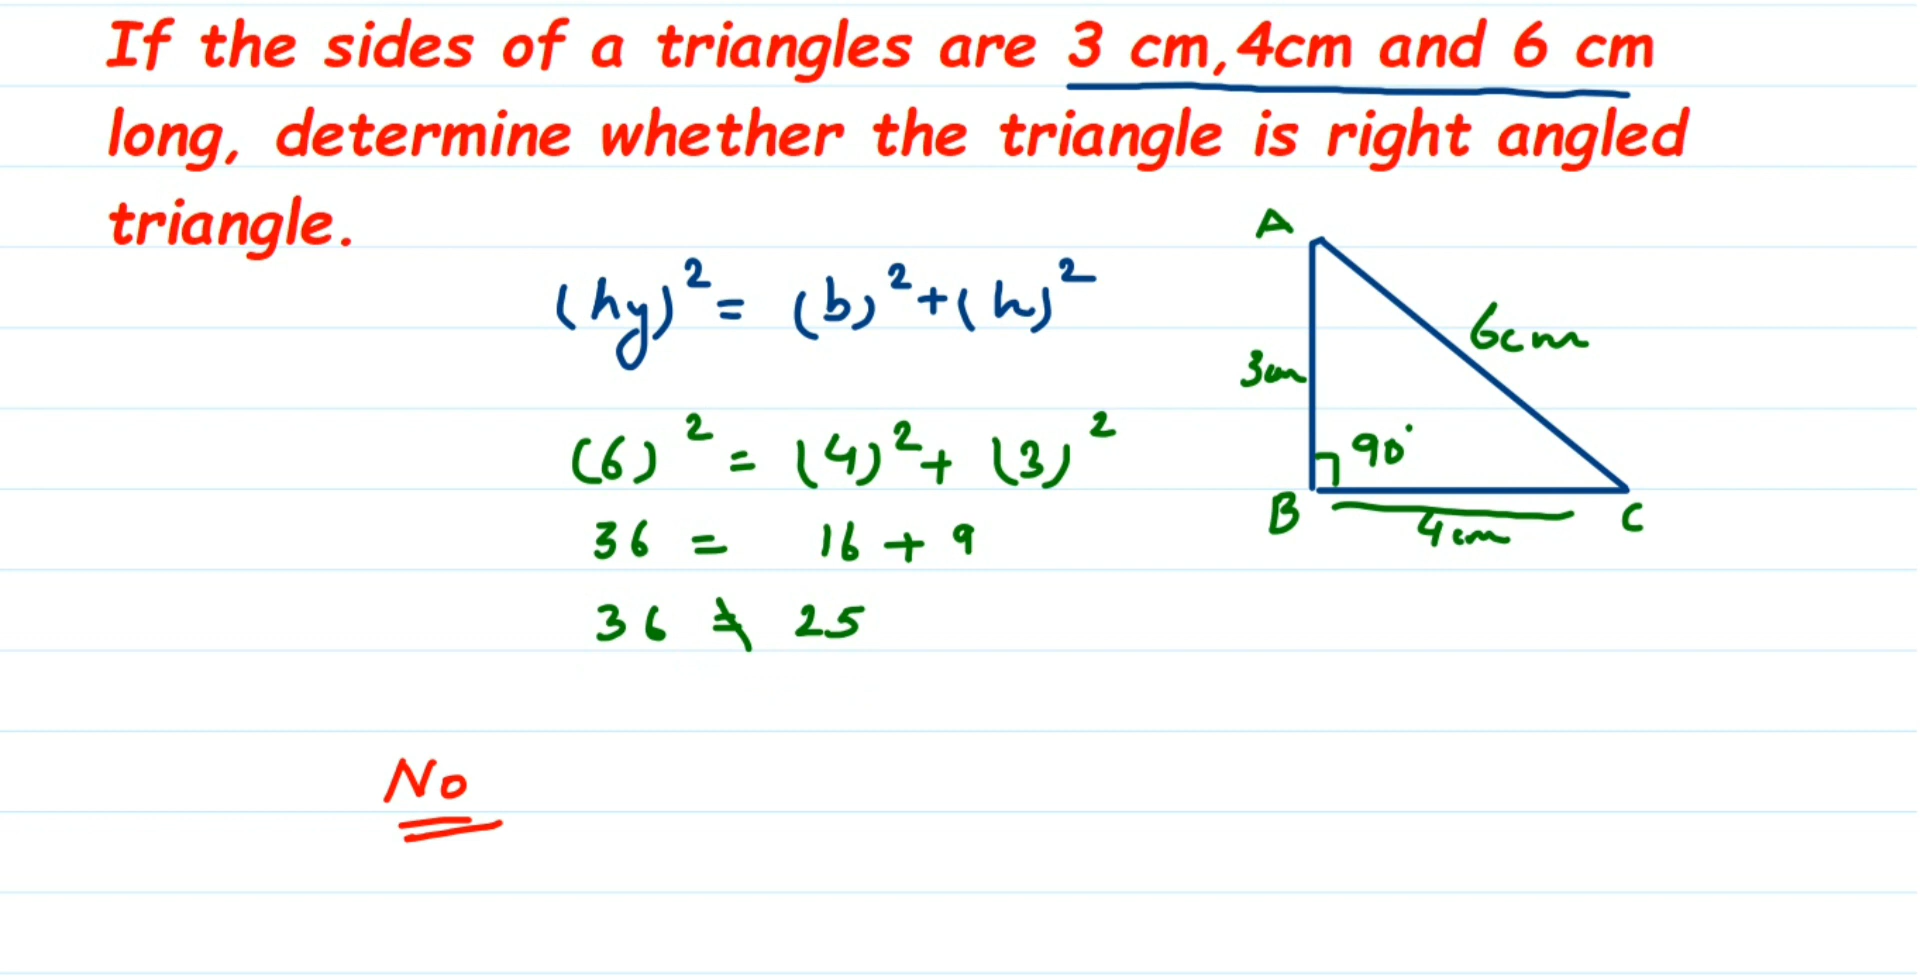 If the sides of a triangles are 3 cm,4cm and 6 cm
long, determine whether the triangle is right angled
triangle.
(hy)² = (b)² + (h)²
(6)² = (4)² + (3)²
36 = 16 + 9
36 ≠ 25
No
A
6cm
3cm
90°
B
4cm
C